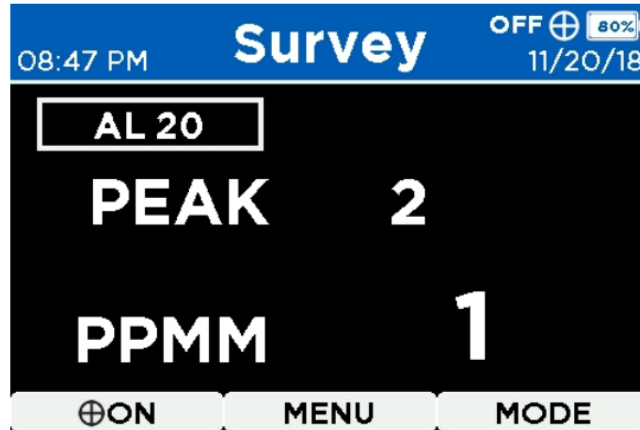 OFF ⊕ 80%
08:47 PM Survey 11/20/18
AL 20
PEAK 2
PPMM 1
⊕ON MENU MODE